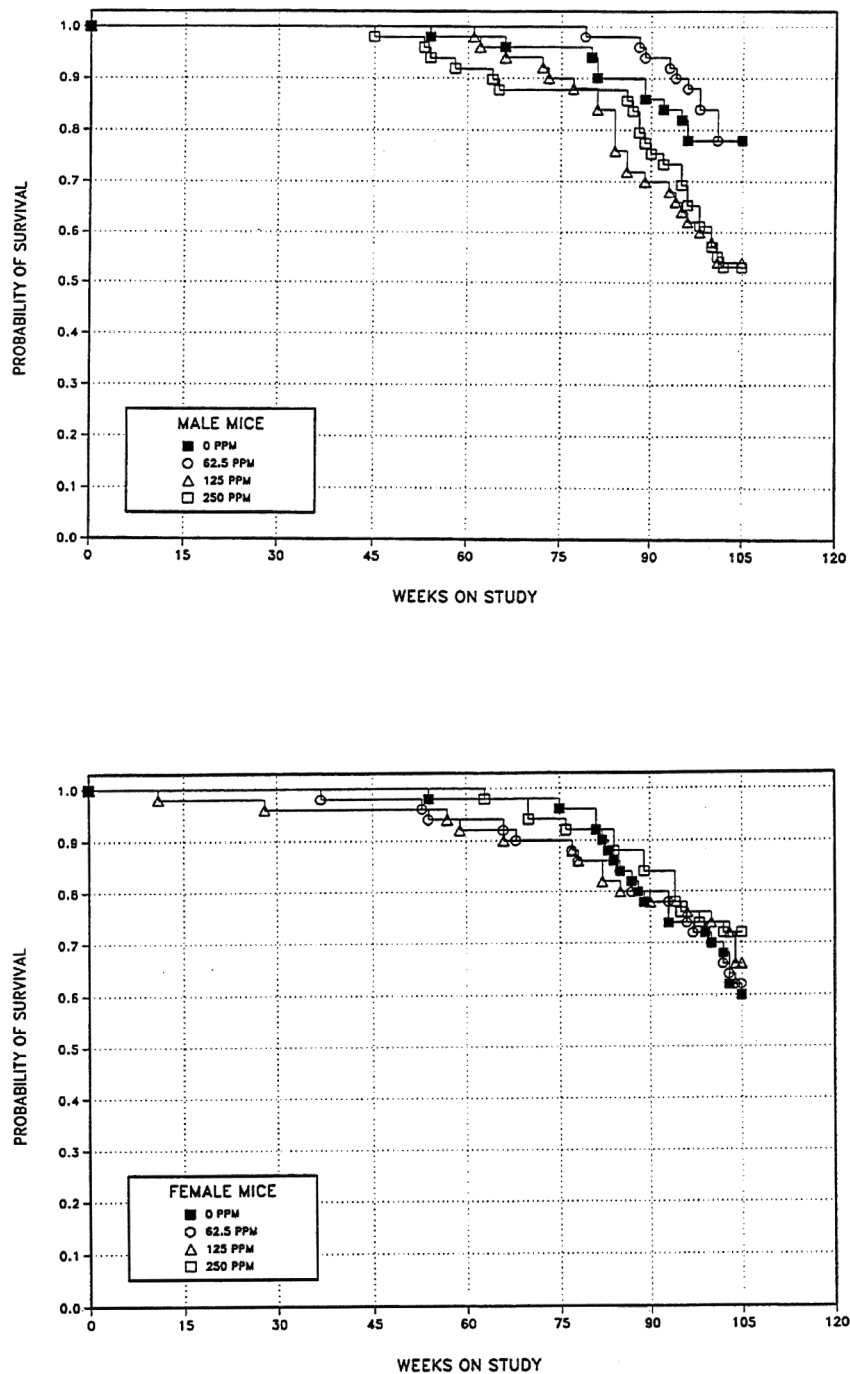 1.0
0.9
0.8
0.7
0.6
0.5
0.4
0.3
0.2
0.1
0.0
PROBABILITY OF SURVIVAL
MALE MICE
0 PPM
62.5 PPM
125 PPM
250 PPM
0 15 30 45 60 75 90 105 120
WEEKS ON STUDY
1.0
0.9
0.8
0.7
0.6
0.5
0.4
0.3
0.2
0.1
0.0
PROBABILITY OF SURVIVAL
FEMALE MICE
0 PPM
62.5 PPM
125 PPM
250 PPM
0 15 30 45 60 75 90 105 120
WEEKS ON STUDY